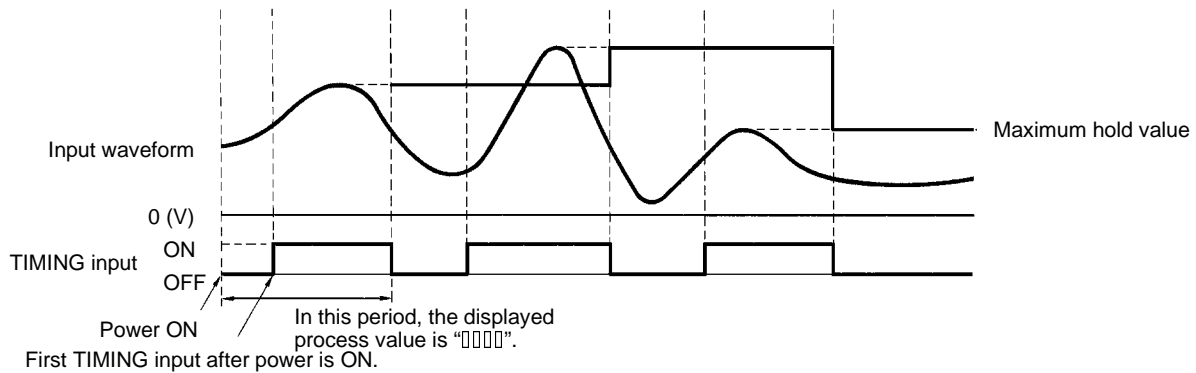 Maximum hold value
Input waveform
0 (V)
ON
TIMING input
OFF
In this period, the displayed
process value is “▯▯▯▯”.
Power ON
First TIMING input after power is ON.